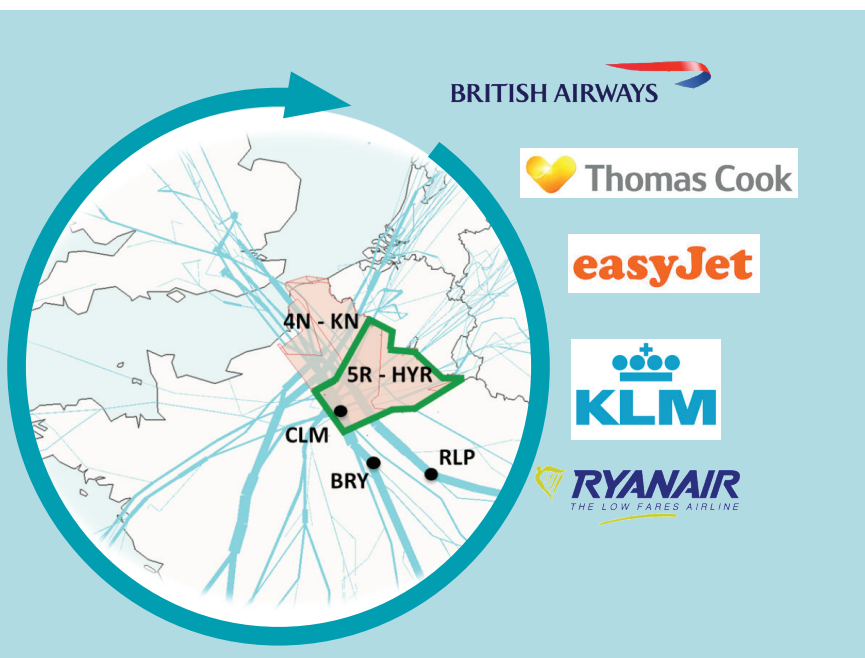 BRITISH AIRWAYS
Thomas Cook
easyJet
KLM
RYANAIR
THE LOW FARES AIRLINE
4N - KN
5R - HYR
CLM
BRY
RLP